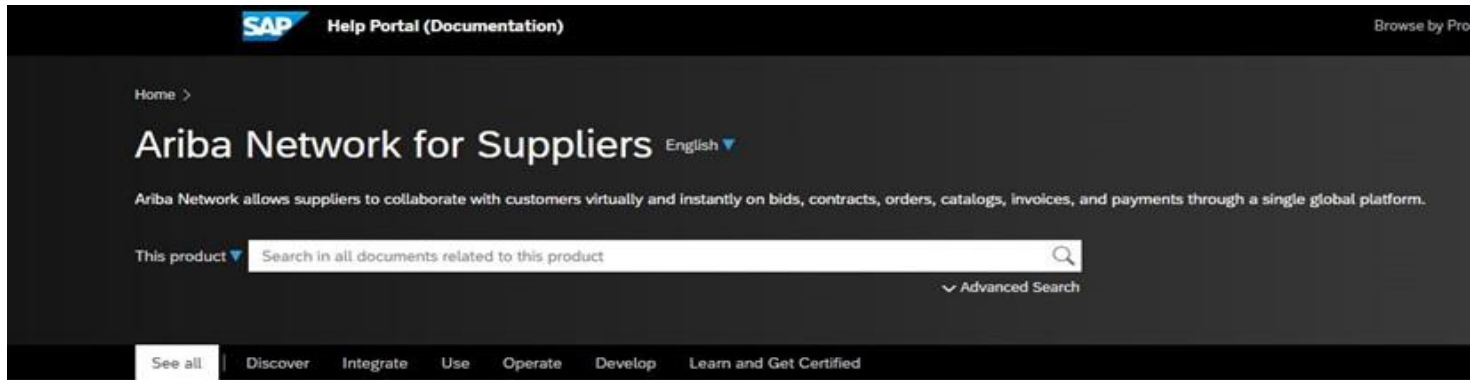 SAP Help Portal (Documentation) Browse by Pro
Home >
Ariba Network for Suppliers English ▼
Ariba Network allows suppliers to collaborate with customers virtually and instantly on bids, contracts, orders, catalogs, invoices, and payments through a single global platform.
This product ▼ Search in all documents related to this product
Advanced Search
See all | Discover Integrate Use Operate Develop Learn and Get Certified